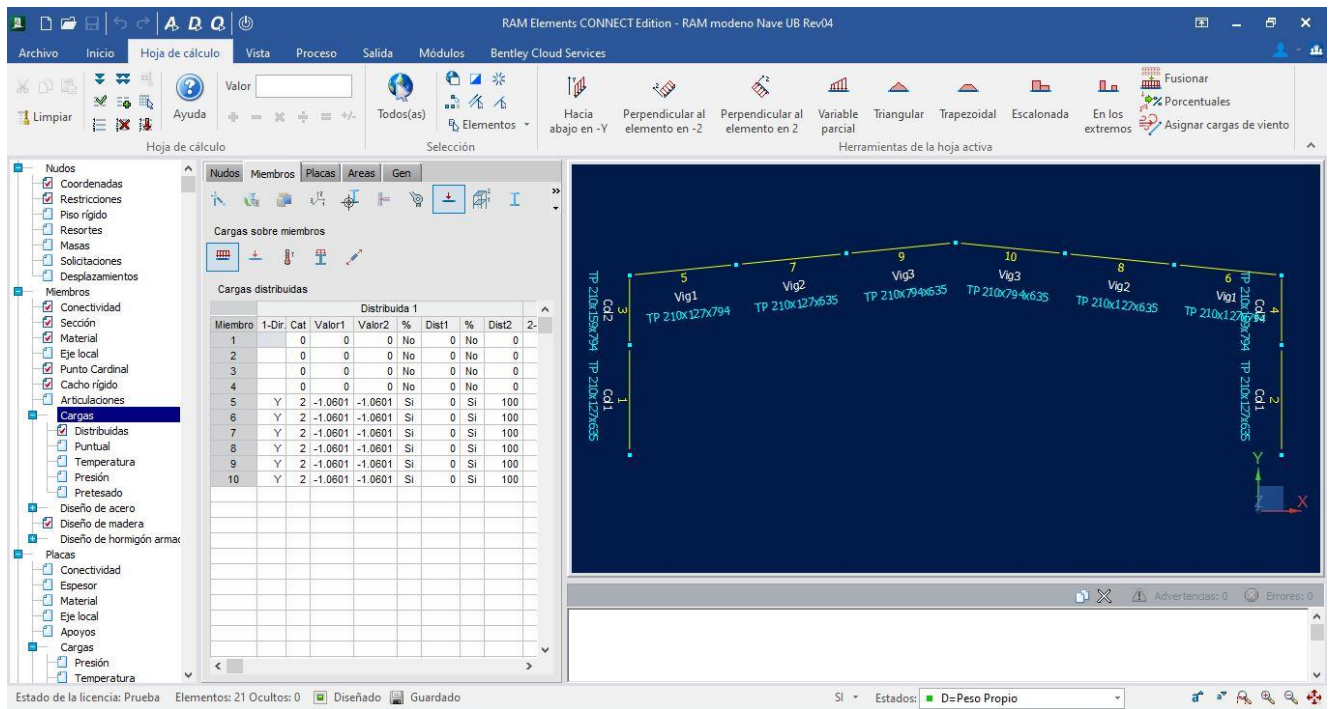 RAM Elements CONNECT Edition - RAM modeno Nave UB Rev04
Archivo Inicio Hoja de cálculo Vista Proceso Salida Módulos Bentley Cloud Services
Limpiar
Ayuda
Valor
Todos(as)
Elementos
Hacia abajo en -Y
Perpendicular al elemento en -2
Perpendicular al elemento en 2
Variable parcial
Triangular
Trapezoidal
Escalonada
En los extremos
Fusionar
Porcentuales
Asignar cargas de viento
Hoja de cálculo Selección Herramientas de la hoja activa
Nudos
Coordenadas
Restricciones
Piso rígido
Resortes
Masas
Solicitaciones
Desplazamientos
Miembros
Conectividad
Sección
Material
Eje local
Punto Cardinal
Cacho rígido
Articulaciones
Cargas
Distribuidas
Puntual
Temperatura
Presión
Pretesado
Diseño de acero
Diseño de madera
Diseño de hormigón armac
Placas
Conectividad
Espesor
Material
Eje local
Apoyos
Cargas
Presión
Temperatura
Nudos Miembros Placas Areas Gen
Cargas sobre miembros
Cargas distribuidas
Distribuida 1
Miembro 1-Dir. Cat Valor1 Valor2 % Dist1 % Dist2 2-
1 0 0 0 No 0 No 0
2 0 0 0 No 0 No 0
3 0 0 0 No 0 No 0
4 0 0 0 No 0 No 0
5 Y 2 -1.0601 -1.0601 Si 0 Si 100
6 Y 2 -1.0601 -1.0601 Si 0 Si 100
7 Y 2 -1.0601 -1.0601 Si 0 Si 100
8 Y 2 -1.0601 -1.0601 Si 0 Si 100
9 Y 2 -1.0601 -1.0601 Si 0 Si 100
10 Y 2 -1.0601 -1.0601 Si 0 Si 100
3
Col2
TP 210x159x794
1
Col1
TP 210x127x635
5
Vig1
TP 210x127x794
7
Vig2
TP 210x127x635
9
Vig3
TP 210x794x635
10
Vig3
TP 210x794x635
8
Vig2
TP 210x127x635
6
Vig1
TP 210x127x794
4
Col2
TP 210x159x794
2
Col1
TP 210x127x635
Y
Z
X
Advertencias: 0 Errores: 0
Estado de la licencia: Prueba Elementos: 21 Ocultos: 0 Diseñado Guardado SI Estados: D=Peso Propio